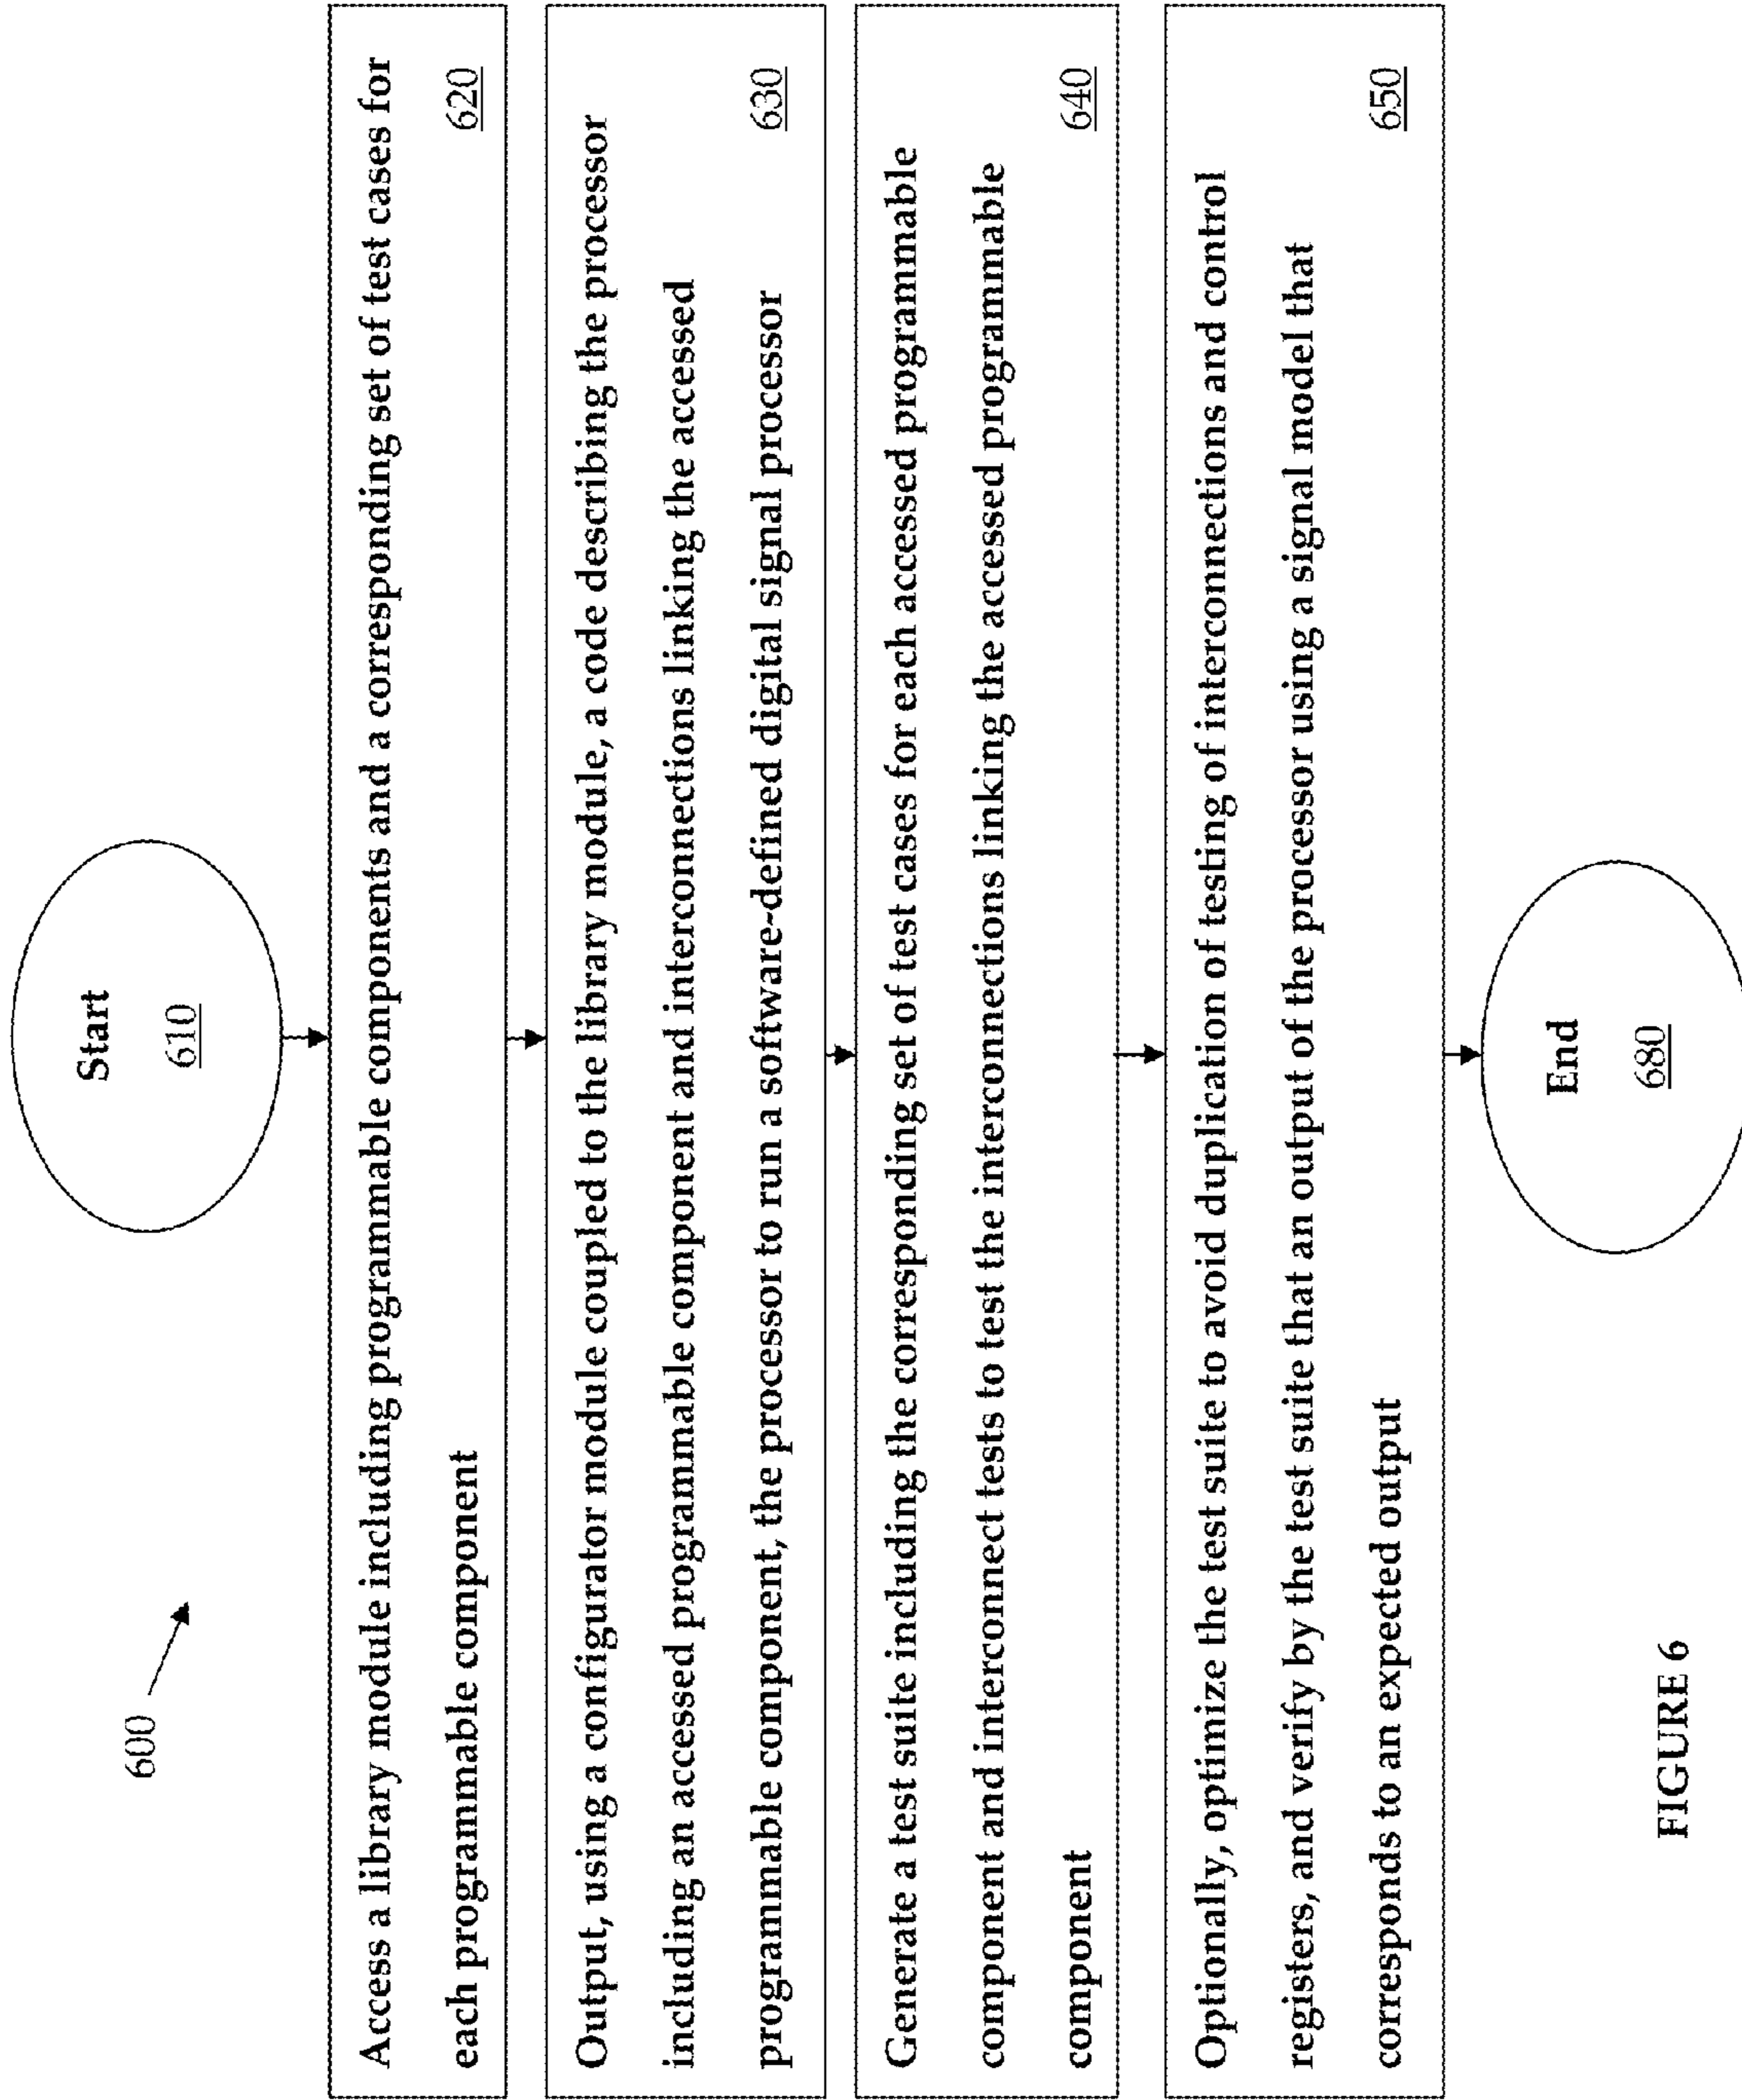 600
Start
610
Access a library module including programmable components and a corresponding set of test cases for
each programmable component
620
Output, using a configurator module coupled to the library module, a code describing the processor
including an accessed programmable component and interconnections linking the accessed
programmable component, the processor to run a software-defined digital signal processor
630
Generate a test suite including the corresponding set of test cases for each accessed programmable
component and interconnect tests to test the interconnections linking the accessed programmable
component
640
Optionally, optimize the test suite to avoid duplication of testing of interconnections and control
registers, and verify by the test suite that an output of the processor using a signal model that
corresponds to an expected output
650
End
680
FIGURE 6